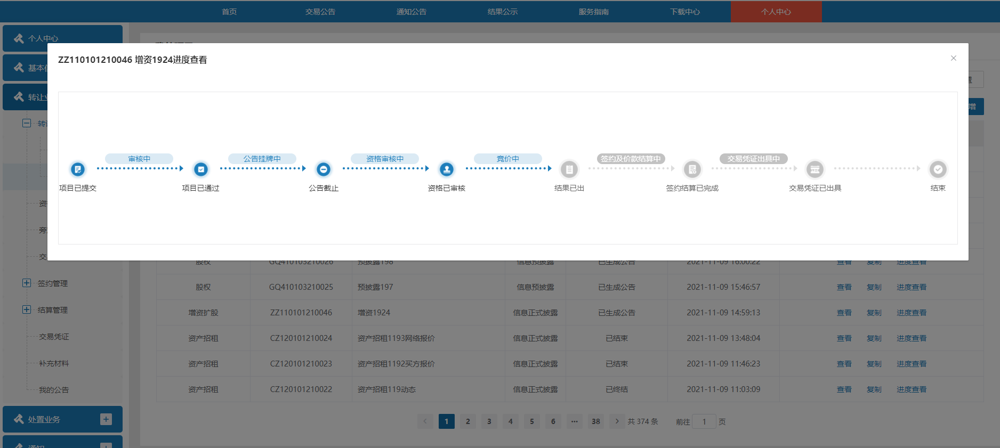 首页 交易公告 通知公告 结果公示 服务指南 下载中心 个人中心
个人中心
基本信
转让业
转让
资
旁
交
签约管理
结算管理
交易凭证
补充材料
我的公告
处置业务
通知
ZZ110101210046 增资1924进度查看
审核中 公告挂牌中 资格审核中 竞价中 签约及价款结算中 交易凭证出具中
项目已提交 项目已通过 公告截止 资格已审核 结果已出 签约结算已完成 交易凭证已出具 结束
置
增
股权 GQ410103210026 预披露198 信息预披露 已生成公告 2021-11-09 16:00:22 查看 复制 进度查看
股权 GQ410103210025 预披露197 信息预披露 已生成公告 2021-11-09 15:46:57 查看 复制 进度查看
增资扩股 ZZ110101210046 增资1924 信息正式披露 已生成公告 2021-11-09 14:59:13 查看 复制 进度查看
资产招租 CZ120101210024 资产招租1193网络报价 信息正式披露 已结束 2021-11-09 13:48:04 查看 复制 进度查看
资产招租 CZ120101210023 资产招租1192买方报价 信息正式披露 已结束 2021-11-09 11:46:23 查看 复制 进度查看
资产招租 CZ120101210022 资产招租119动态 信息正式披露 已终结 2021-11-09 11:03:09 查看 复制 进度查看
1 2 3 4 5 6 ··· 38 共 374 条 前往 1 页